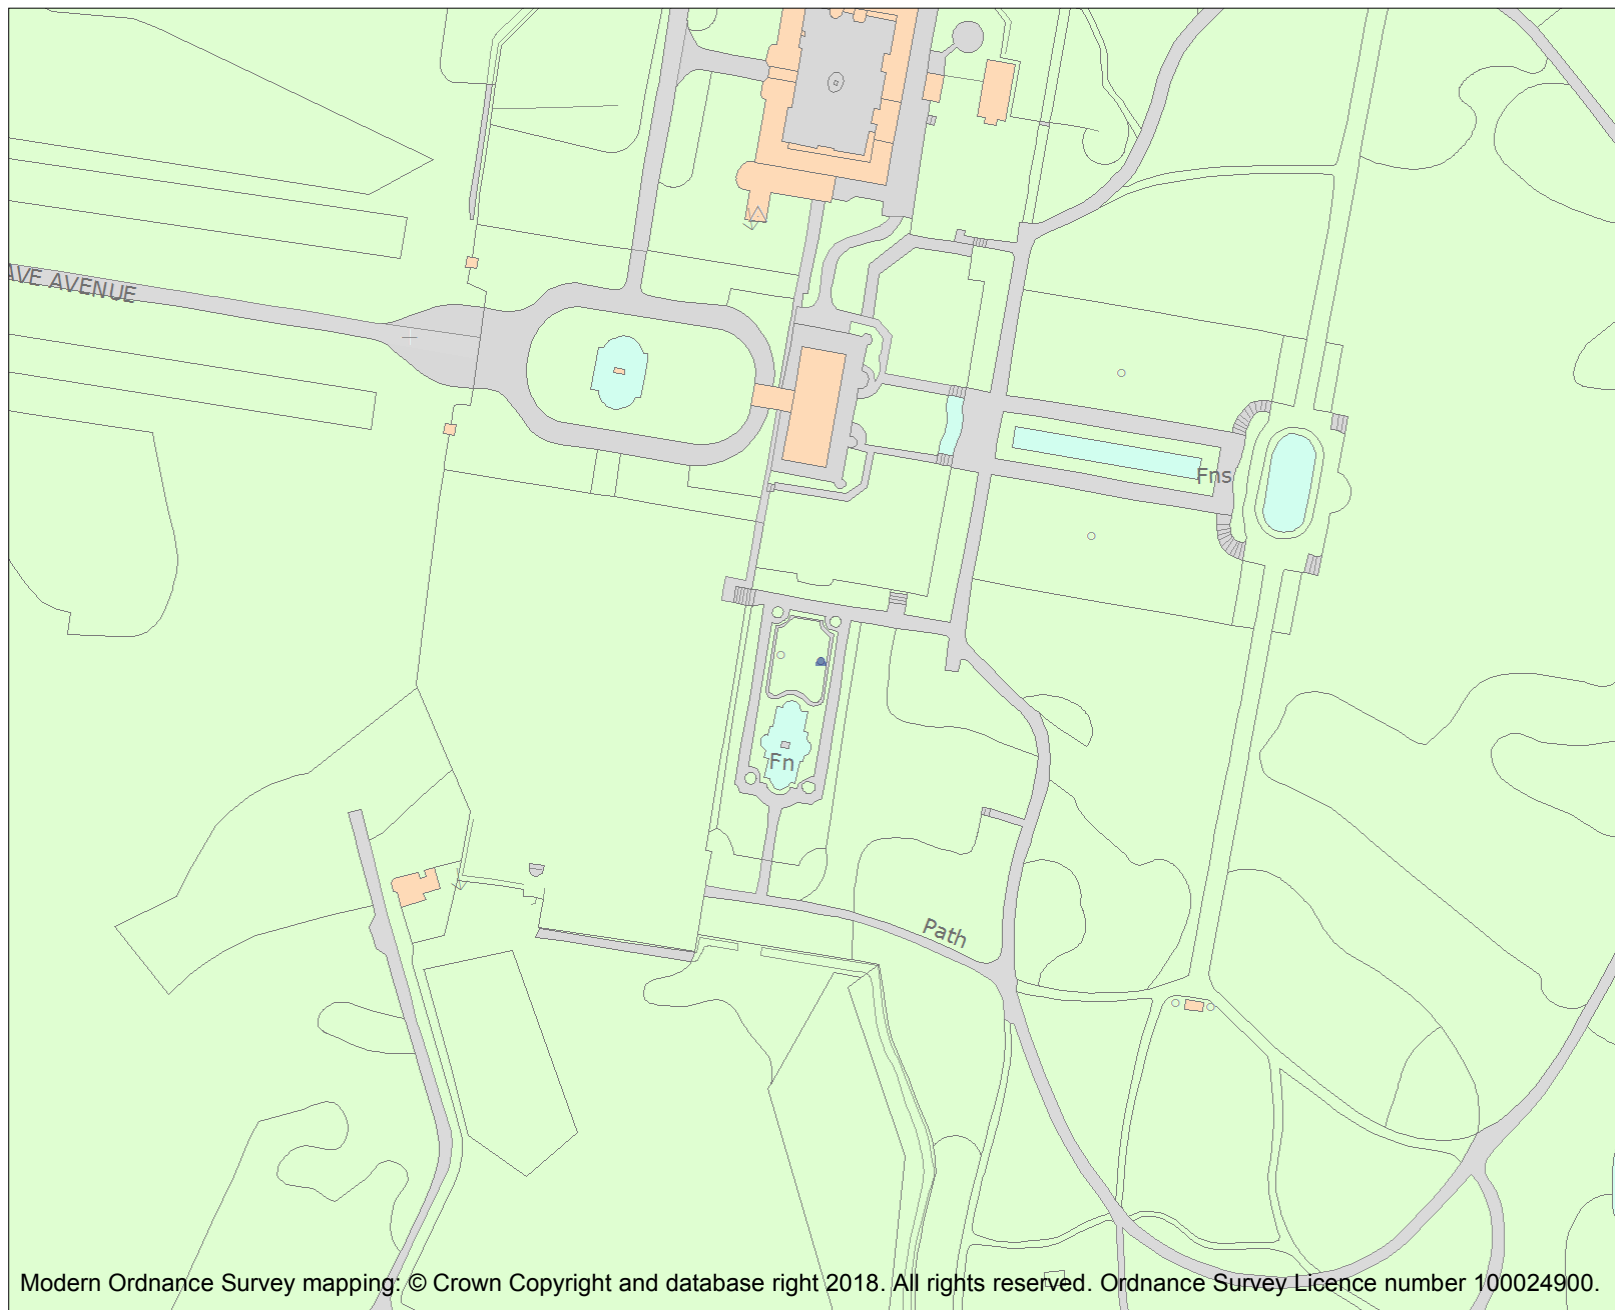 AVE AVENUE
Fns
Fn
Path
Modern Ordnance Survey mapping: © Crown Copyright and database right 2018. All rights reserved. Ordnance Survey Licence number 100024900.